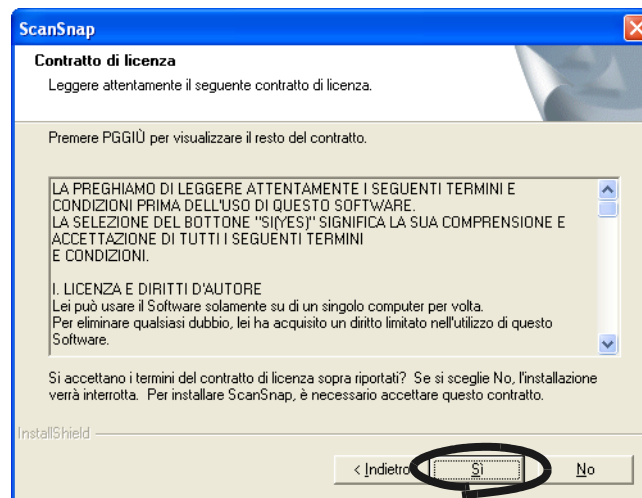 ScanSnap
Contratto di licenza
Leggere attentamente il seguente contratto di licenza.
Premere PGGIÙ per visualizzare il resto del contratto.
LA PREGHIAMO DI LEGGERE ATTENTAMENTE I SEGUENTI TERMINI E
CONDIZIONI PRIMA DELL'USO DI QUESTO SOFTWARE.
LA SELEZIONE DEL BOTTONE "SI(YES)" SIGNIFICA LA SUA COMPRENSIONE E
ACCETTAZIONE DI TUTTI I SEGUENTI TERMINI
E CONDIZIONI.
I. LICENZA E DIRITTI D'AUTORE
Lei può usare il Software solamente su di un singolo computer per volta.
Per eliminare qualsiasi dubbio, lei ha acquisito un diritto limitato nell'utilizzo di questo
Software.
Si accettano i termini del contratto di licenza sopra riportati? Se si sceglie No, l'installazione
verrà interrotta. Per installare ScanSnap, è necessario accettare questo contratto.
InstallShield
< Indietro Sì No